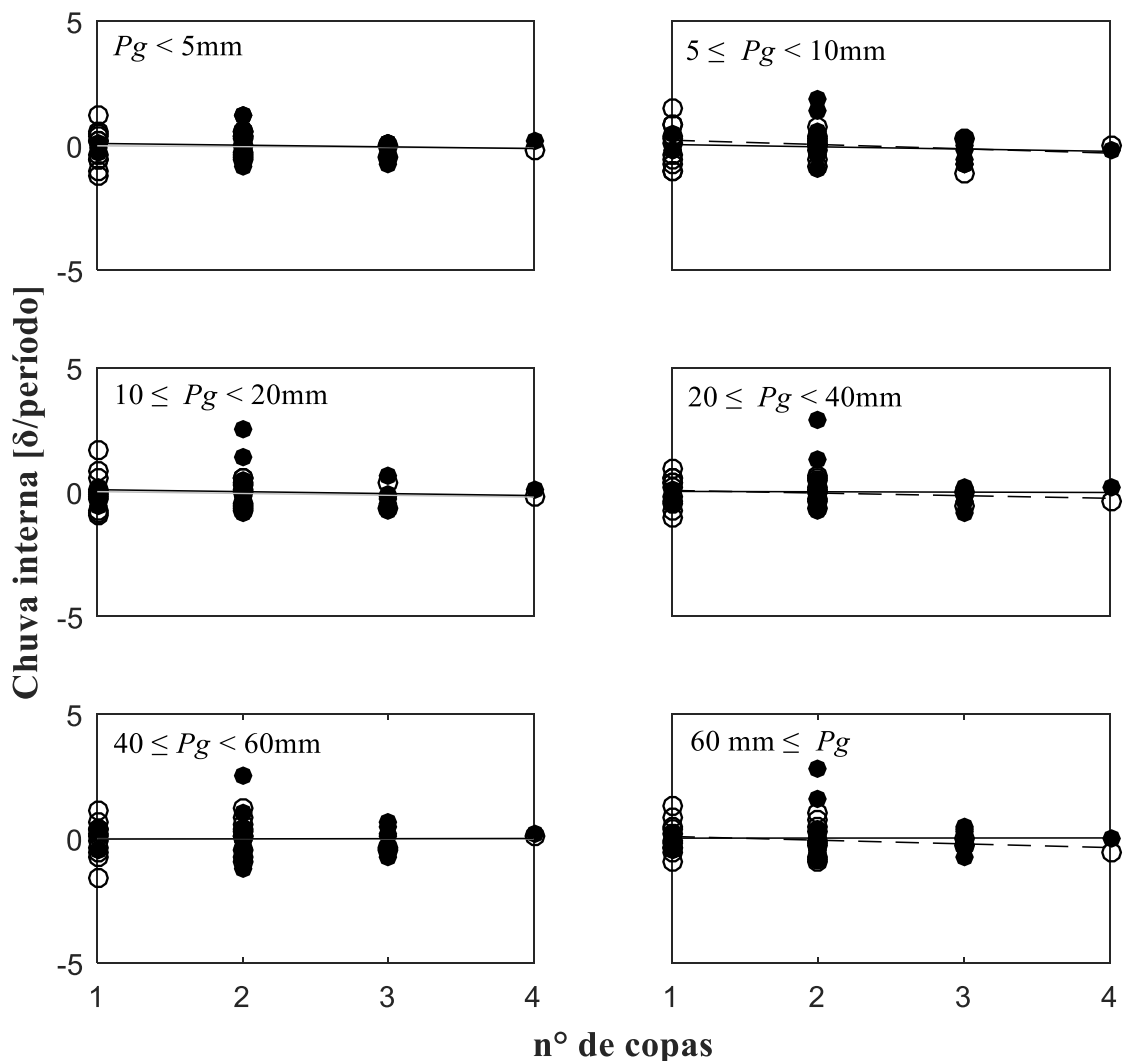 Pg < 5mm
5 ≤ Pg < 10mm
5
0
-5
10 ≤ Pg < 20mm
20 ≤ Pg < 40mm
5
0
-5
40 ≤ Pg < 60mm
60 mm ≤ Pg
5
0
-5
1 2 3 4
1 2 3 4
Chuva interna [δ/período]
n° de copas